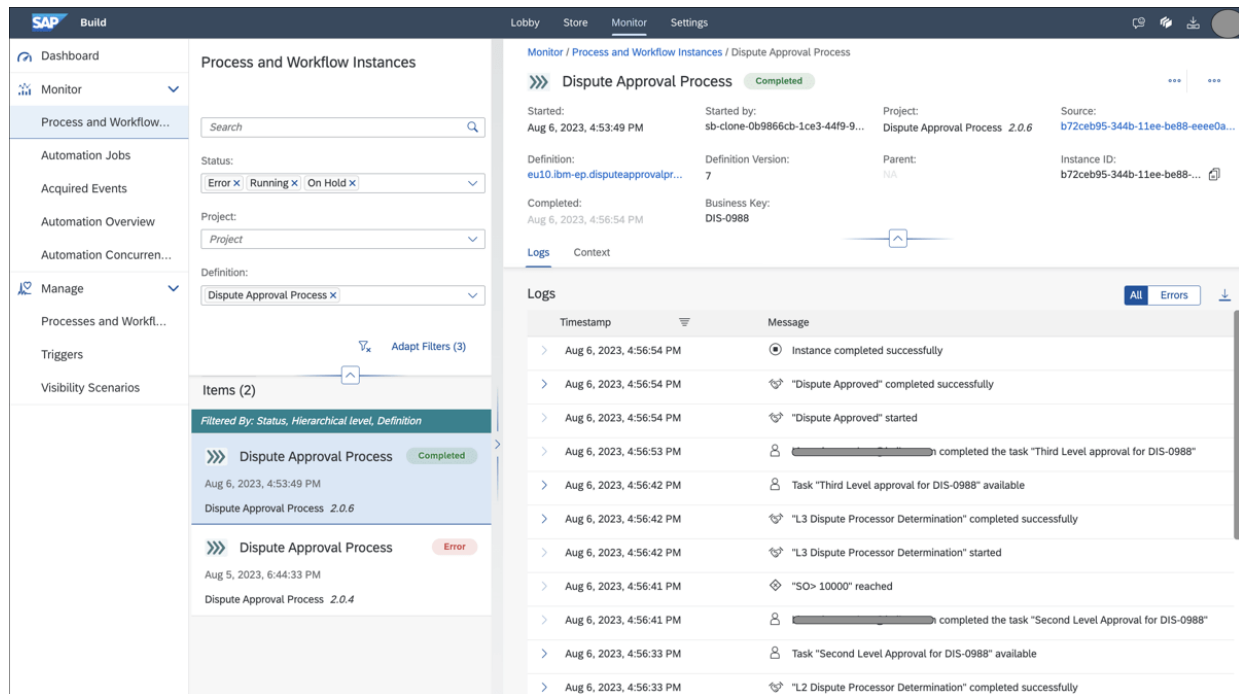 SAP Build
Lobby Store Monitor Settings
Dashboard
Monitor
Process and Workflow...
Automation Jobs
Acquired Events
Automation Overview
Automation Concurren...
Manage
Processes and Workfl...
Triggers
Visibility Scenarios
Process and Workflow Instances
Search
Status:
Error Running On Hold
Project:
Project
Definition:
Dispute Approval Process
Adapt Filters (3)
Items (2)
Filtered By: Status, Hierarchical level, Definition
Dispute Approval Process Completed
Aug 6, 2023, 4:53:49 PM
Dispute Approval Process 2.0.6
Dispute Approval Process Error
Aug 5, 2023, 6:44:33 PM
Dispute Approval Process 2.0.4
Monitor / Process and Workflow Instances / Dispute Approval Process
Dispute Approval Process Completed
Started: Started by: Project: Source:
Aug 6, 2023, 4:53:49 PM sb-clone-0b9866cb-1ce3-44f9-9... Dispute Approval Process 2.0.6 b72ceb95-344b-11ee-be88-eeee0a...
Definition: Definition Version: Parent: Instance ID:
eu10.ibm-ep.disputeapprovalpr... 7 NA b72ceb95-344b-11ee-be88-...
Completed: Business Key:
Aug 6, 2023, 4:56:54 PM DIS-0988
Logs Context
Logs All Errors
Timestamp Message
Aug 6, 2023, 4:56:54 PM Instance completed successfully
Aug 6, 2023, 4:56:54 PM "Dispute Approved" completed successfully
Aug 6, 2023, 4:56:54 PM "Dispute Approved" started
Aug 6, 2023, 4:56:53 PM completed the task "Third Level approval for DIS-0988"
Aug 6, 2023, 4:56:42 PM Task "Third Level approval for DIS-0988" available
Aug 6, 2023, 4:56:42 PM "L3 Dispute Processor Determination" completed successfully
Aug 6, 2023, 4:56:42 PM "L3 Dispute Processor Determination" started
Aug 6, 2023, 4:56:41 PM "SO> 10000" reached
Aug 6, 2023, 4:56:41 PM completed the task "Second Level Approval for DIS-0988"
Aug 6, 2023, 4:56:33 PM Task "Second Level Approval for DIS-0988" available
Aug 6, 2023, 4:56:33 PM "L2 Dispute Processor Determination" completed successfully